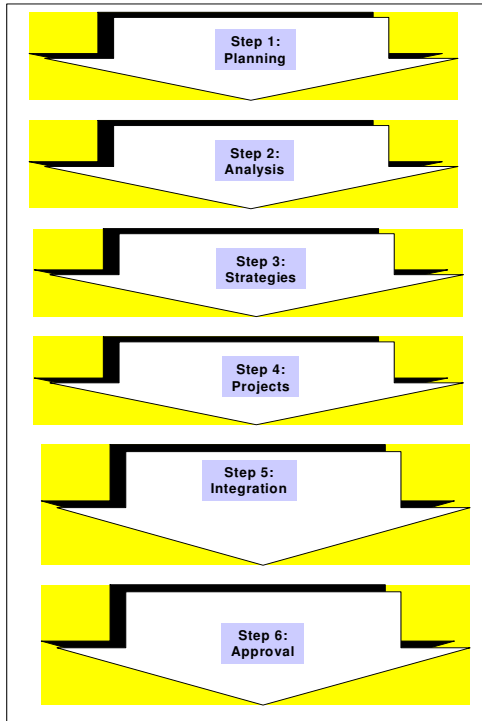 Step 1:
Planning
Step 2:
Analysis
Step 3:
Strategies
Step 4:
Projects
Step 5:
Integration
Step 6:
Approval